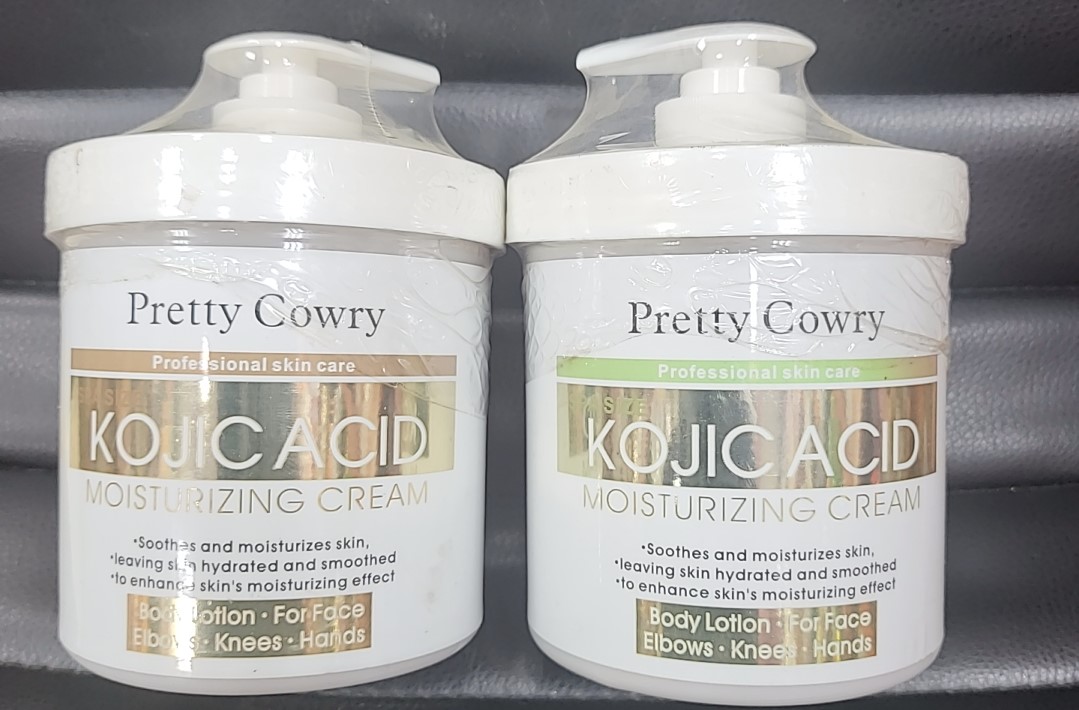 Pretty Cowry
Professional skin care
KOJIC ACID
MOISTURIZING CREAM
•Soothes and moisturizes skin,
•leaving skin hydrated and smoothed
•to enhance skin's moisturizing effect
Body Lotion • For Face
Elbows • Knees • Hands
Pretty Cowry
Professional skin care
SIZE
KOJIC ACID
MOISTURIZING CREAM
•Soothes and moisturizes skin,
•leaving skin hydrated and smoothed
•to enhance skin's moisturizing effect
Body Lotion • For Face
Elbows • Knees • Hands